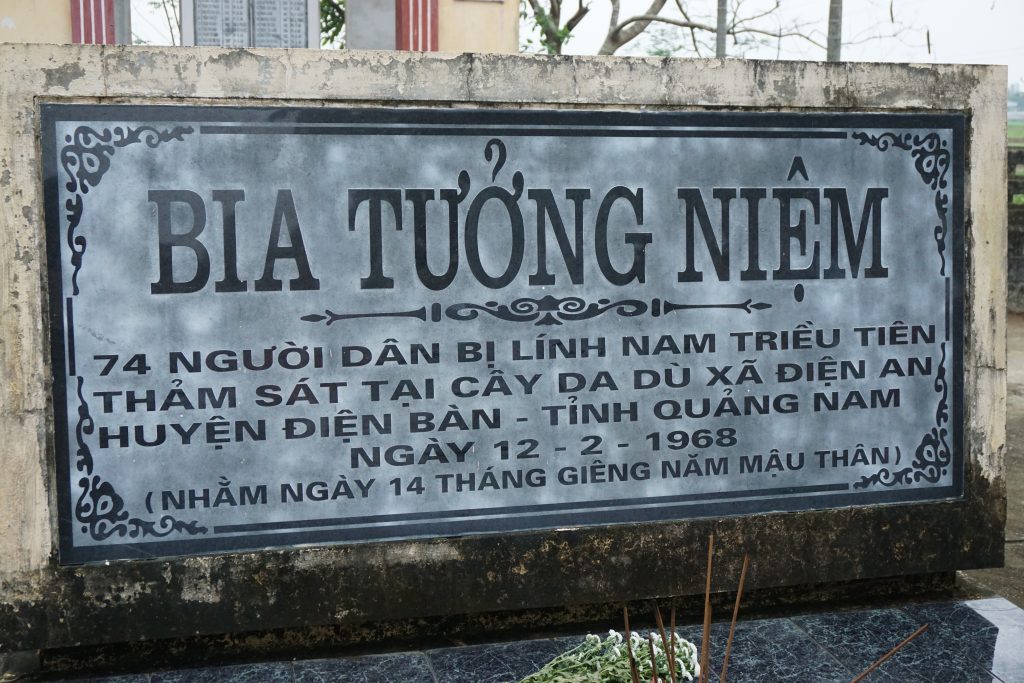 BIA TƯỞNG NIỆM
74 NGƯỜI DÂN BỊ LÍNH NAM TRIỀU TIÊN
THẢM SÁT TẠI CÂY DA DÙ XÃ ĐIỆN AN
HUYỆN ĐIỆN BÀN - TỈNH QUẢNG NAM
NGÀY 12 - 2 - 1968
( NHẰM NGÀY 14 THÁNG GIÊNG NĂM MẬU THÂN )